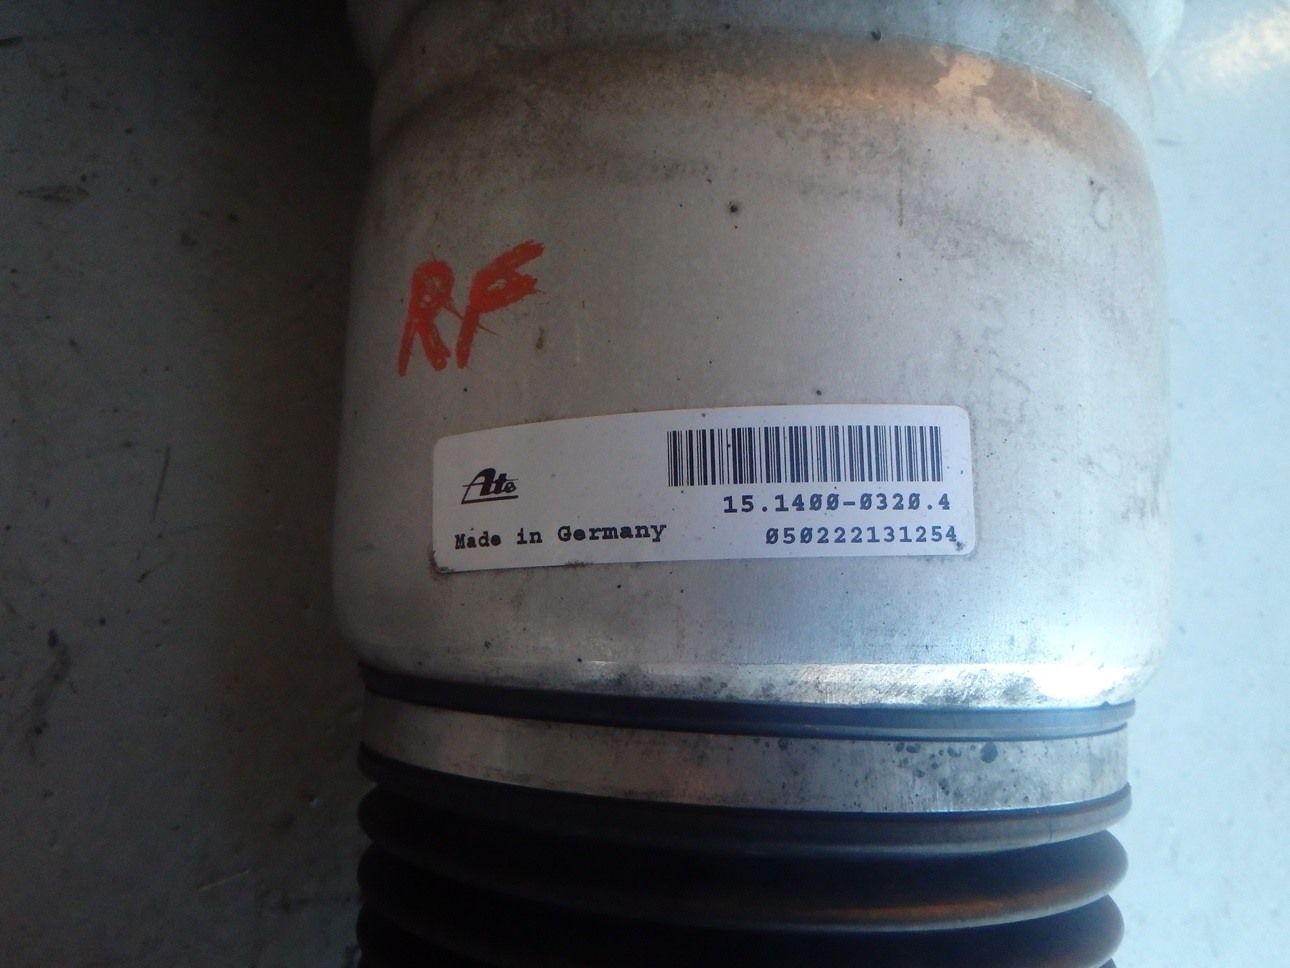 RF
Ate
15.1400-0320.4
Made in Germany
050222131254